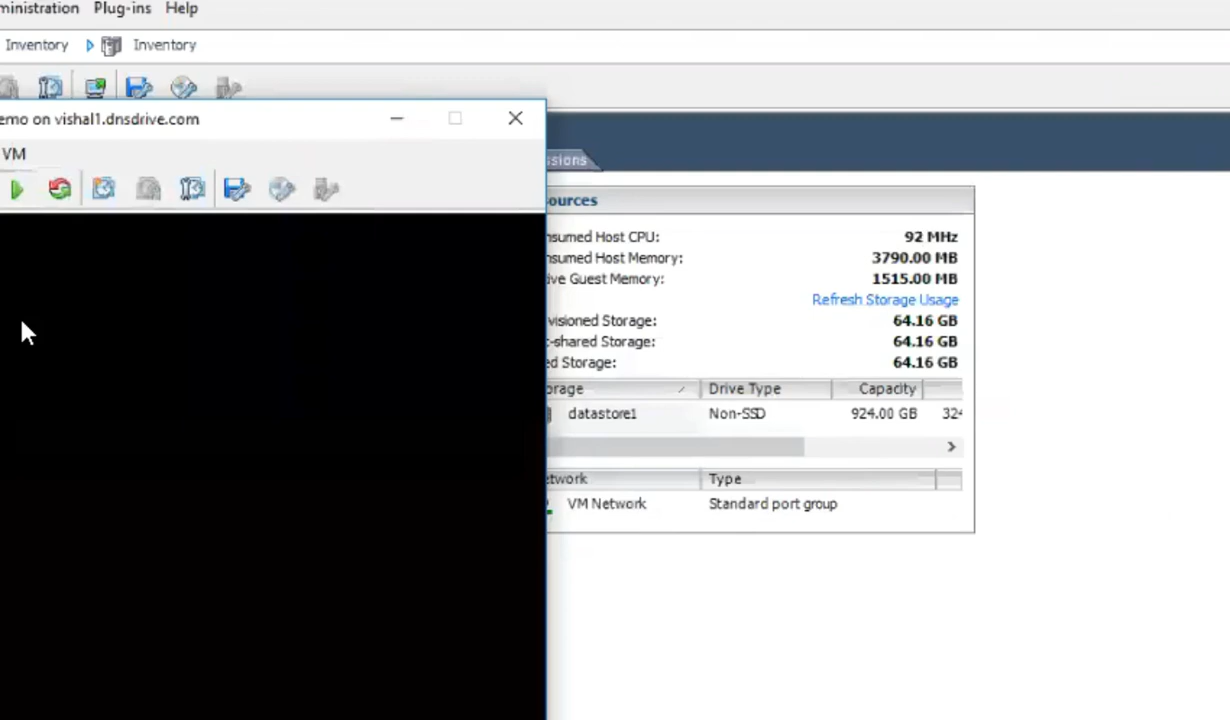 ministration Plug-ins Help
Inventory Inventory
emo on vishal1.dnsdrive.com
VM
ssions
ources
nsumed Host CPU: 92 MHz
nsumed Host Memory: 3790.00 MB
ive Guest Memory: 1515.00 MB
Refresh Storage Usage
visioned Storage: 64.16 GB
t-shared Storage: 64.16 GB
ed Storage: 64.16 GB
orage Drive Type Capacity
datastore1 Non-SSD 924.00 GB 324
etwork Type
VM Network Standard port group